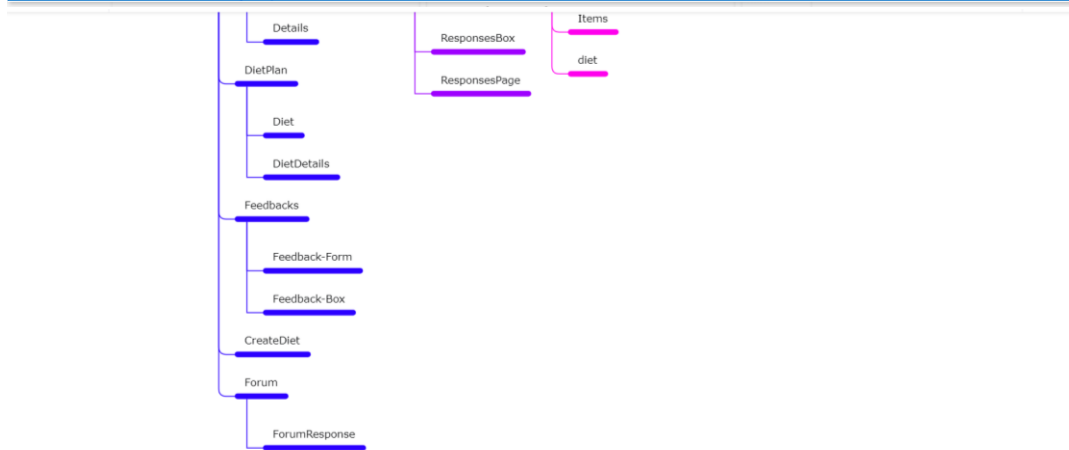 Details
DietPlan
Diet
DietDetails
Feedbacks
Feedback-Form
Feedback-Box
CreateDiet
Forum
ForumResponse
ResponsesBox
ResponsesPage
Items
diet